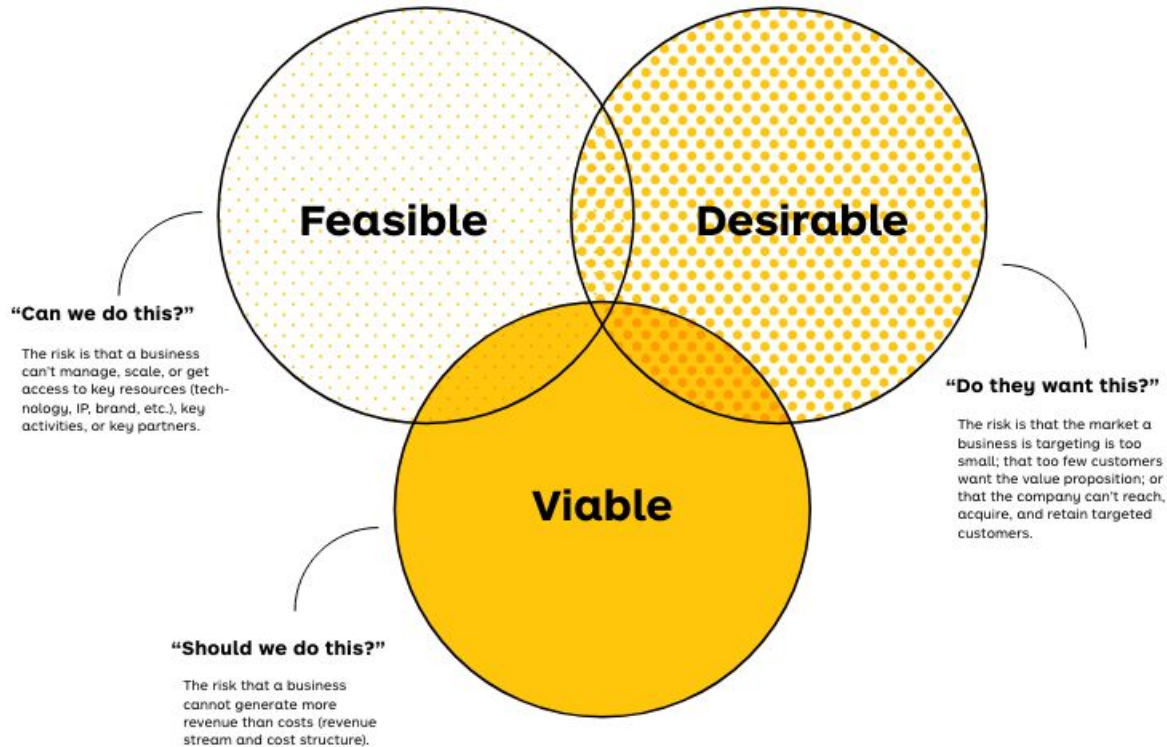 Feasible
Desirable
“Can we do this?”
The risk is that a business
can’t manage, scale, or get
access to key resources (tech-
nology, IP, brand, etc.), key
activities, or key partners.
“Do they want this?”
The risk is that the market a
business is targeting is too
small; that too few customers
want the value proposition; or
that the company can’t reach,
acquire, and retain targeted
customers.
Viable
“Should we do this?”
The risk that a business
cannot generate more
revenue than costs (revenue
stream and cost structure).